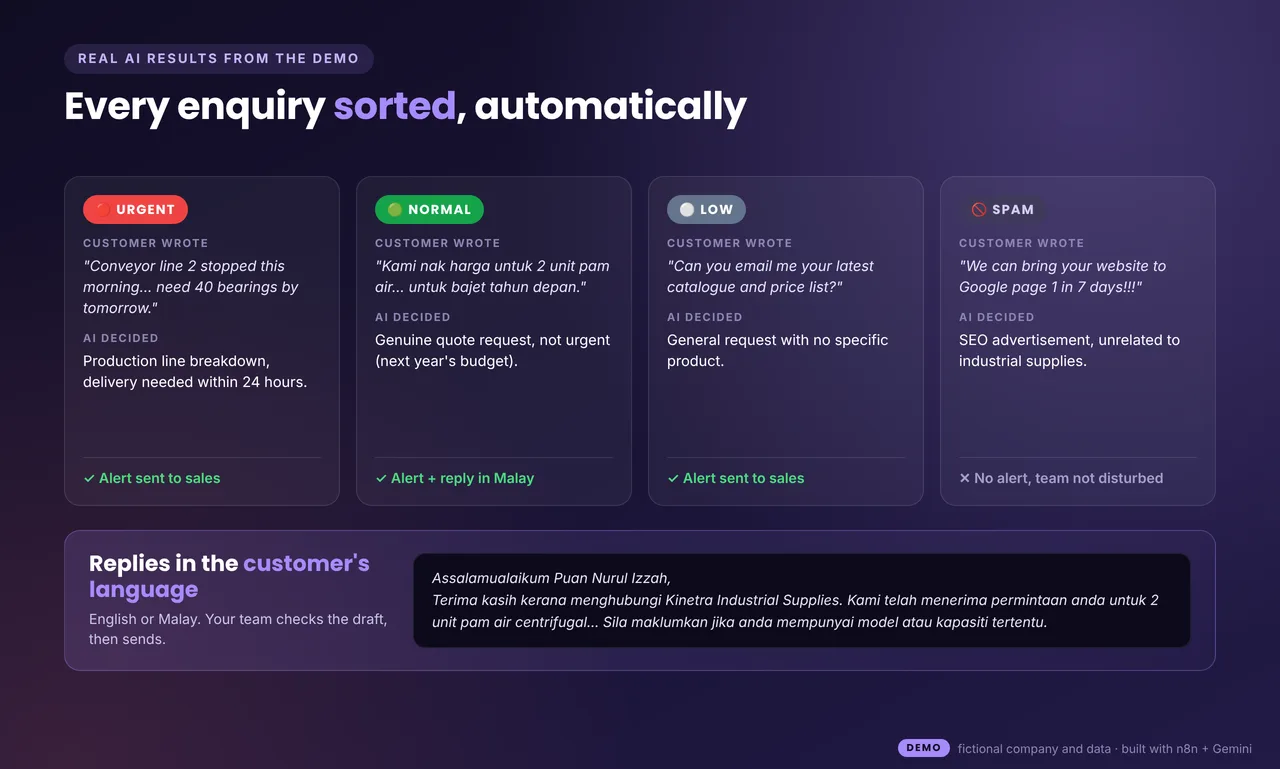 REAL AI RESULTS FROM THE DEMO
Every enquiry sorted, automatically
URGENT
CUSTOMER WROTE
"Conveyor line 2 stopped this
morning... need 40 bearings by
tomorrow."
AI DECIDED
Production line breakdown,
delivery needed within 24 hours.
✓ Alert sent to sales
NORMAL
CUSTOMER WROTE
"Kami nak harga untuk 2 unit pam
air... untuk bajet tahun depan."
AI DECIDED
Genuine quote request, not urgent
(next year's budget).
✓ Alert + reply in Malay
LOW
CUSTOMER WROTE
"Can you email me your latest
catalogue and price list?"
AI DECIDED
General request with no specific
product.
✓ Alert sent to sales
SPAM
CUSTOMER WROTE
"We can bring your website to
Google page 1 in 7 days!!!"
AI DECIDED
SEO advertisement, unrelated to
industrial supplies.
✕ No alert, team not disturbed
Replies in the customer's
language
English or Malay. Your team checks the draft,
then sends.
Assalamualaikum Puan Nurul Izzah,
Terima kasih kerana menghubungi Kinetra Industrial Supplies. Kami telah menerima permintaan anda untuk 2
unit pam air centrifugal... Sila maklumkan jika anda mempunyai model atau kapasiti tertentu.
DEMO fictional company and data · built with n8n + Gemini